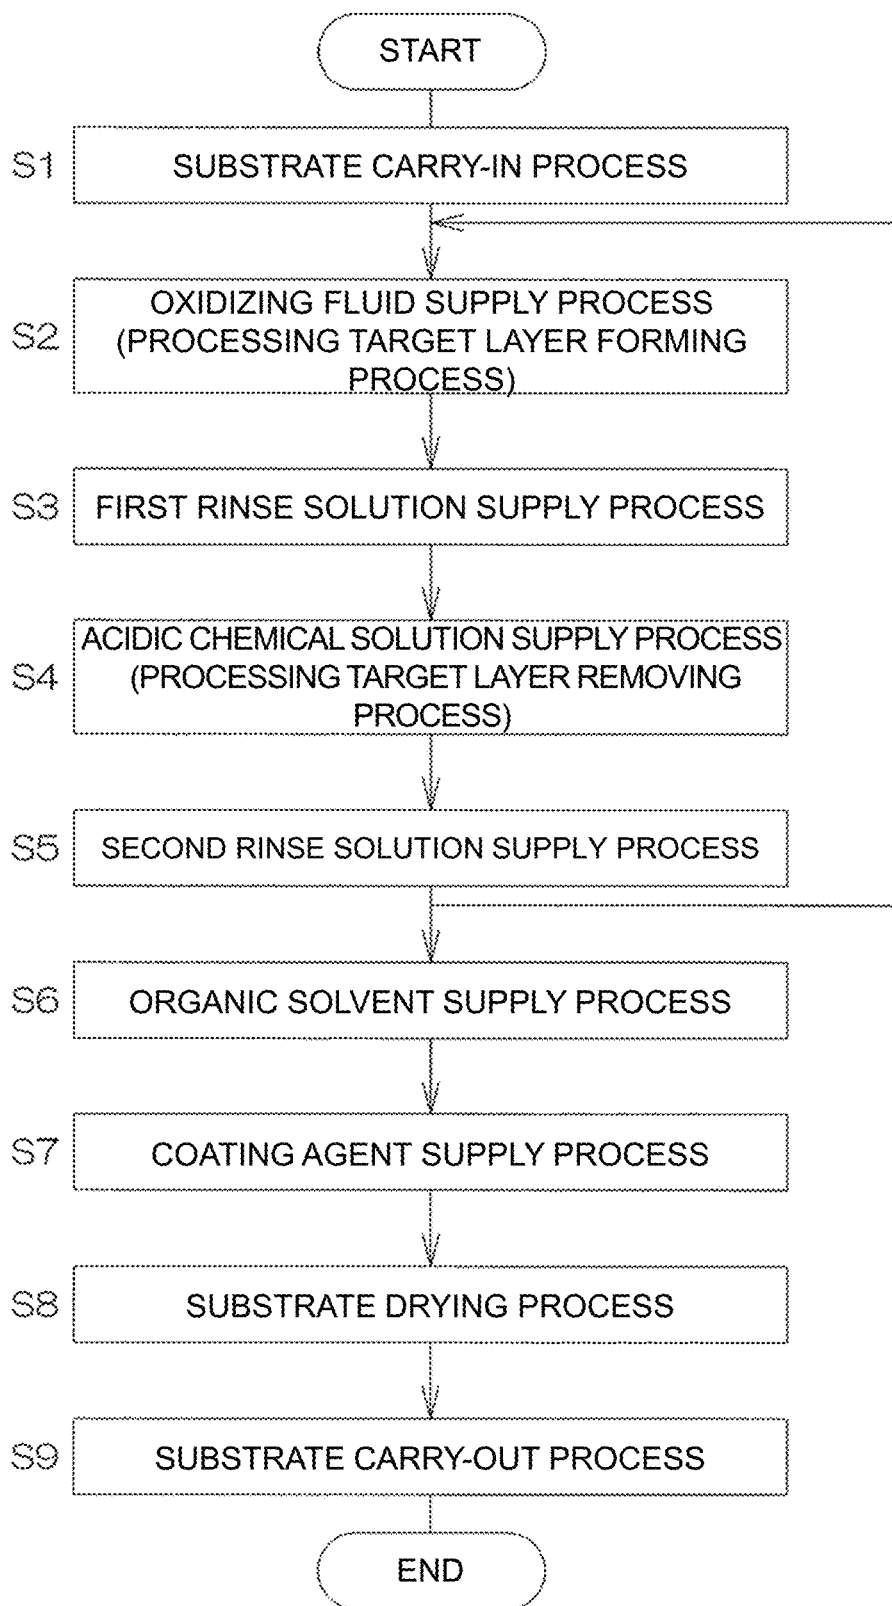 START
S1 SUBSTRATE CARRY-IN PROCESS
OXIDIZING FLUID SUPPLY PROCESS
S2 (PROCESSING TARGET LAYER FORMING
PROCESS)
S3 FIRST RINSE SOLUTION SUPPLY PROCESS
ACIDIC CHEMICAL SOLUTION SUPPLY PROCESS
S4 (PROCESSING TARGET LAYER REMOVING
PROCESS)
S5 SECOND RINSE SOLUTION SUPPLY PROCESS
S6 ORGANIC SOLVENT SUPPLY PROCESS
S7 COATING AGENT SUPPLY PROCESS
S8 SUBSTRATE DRYING PROCESS
S9 SUBSTRATE CARRY-OUT PROCESS
END